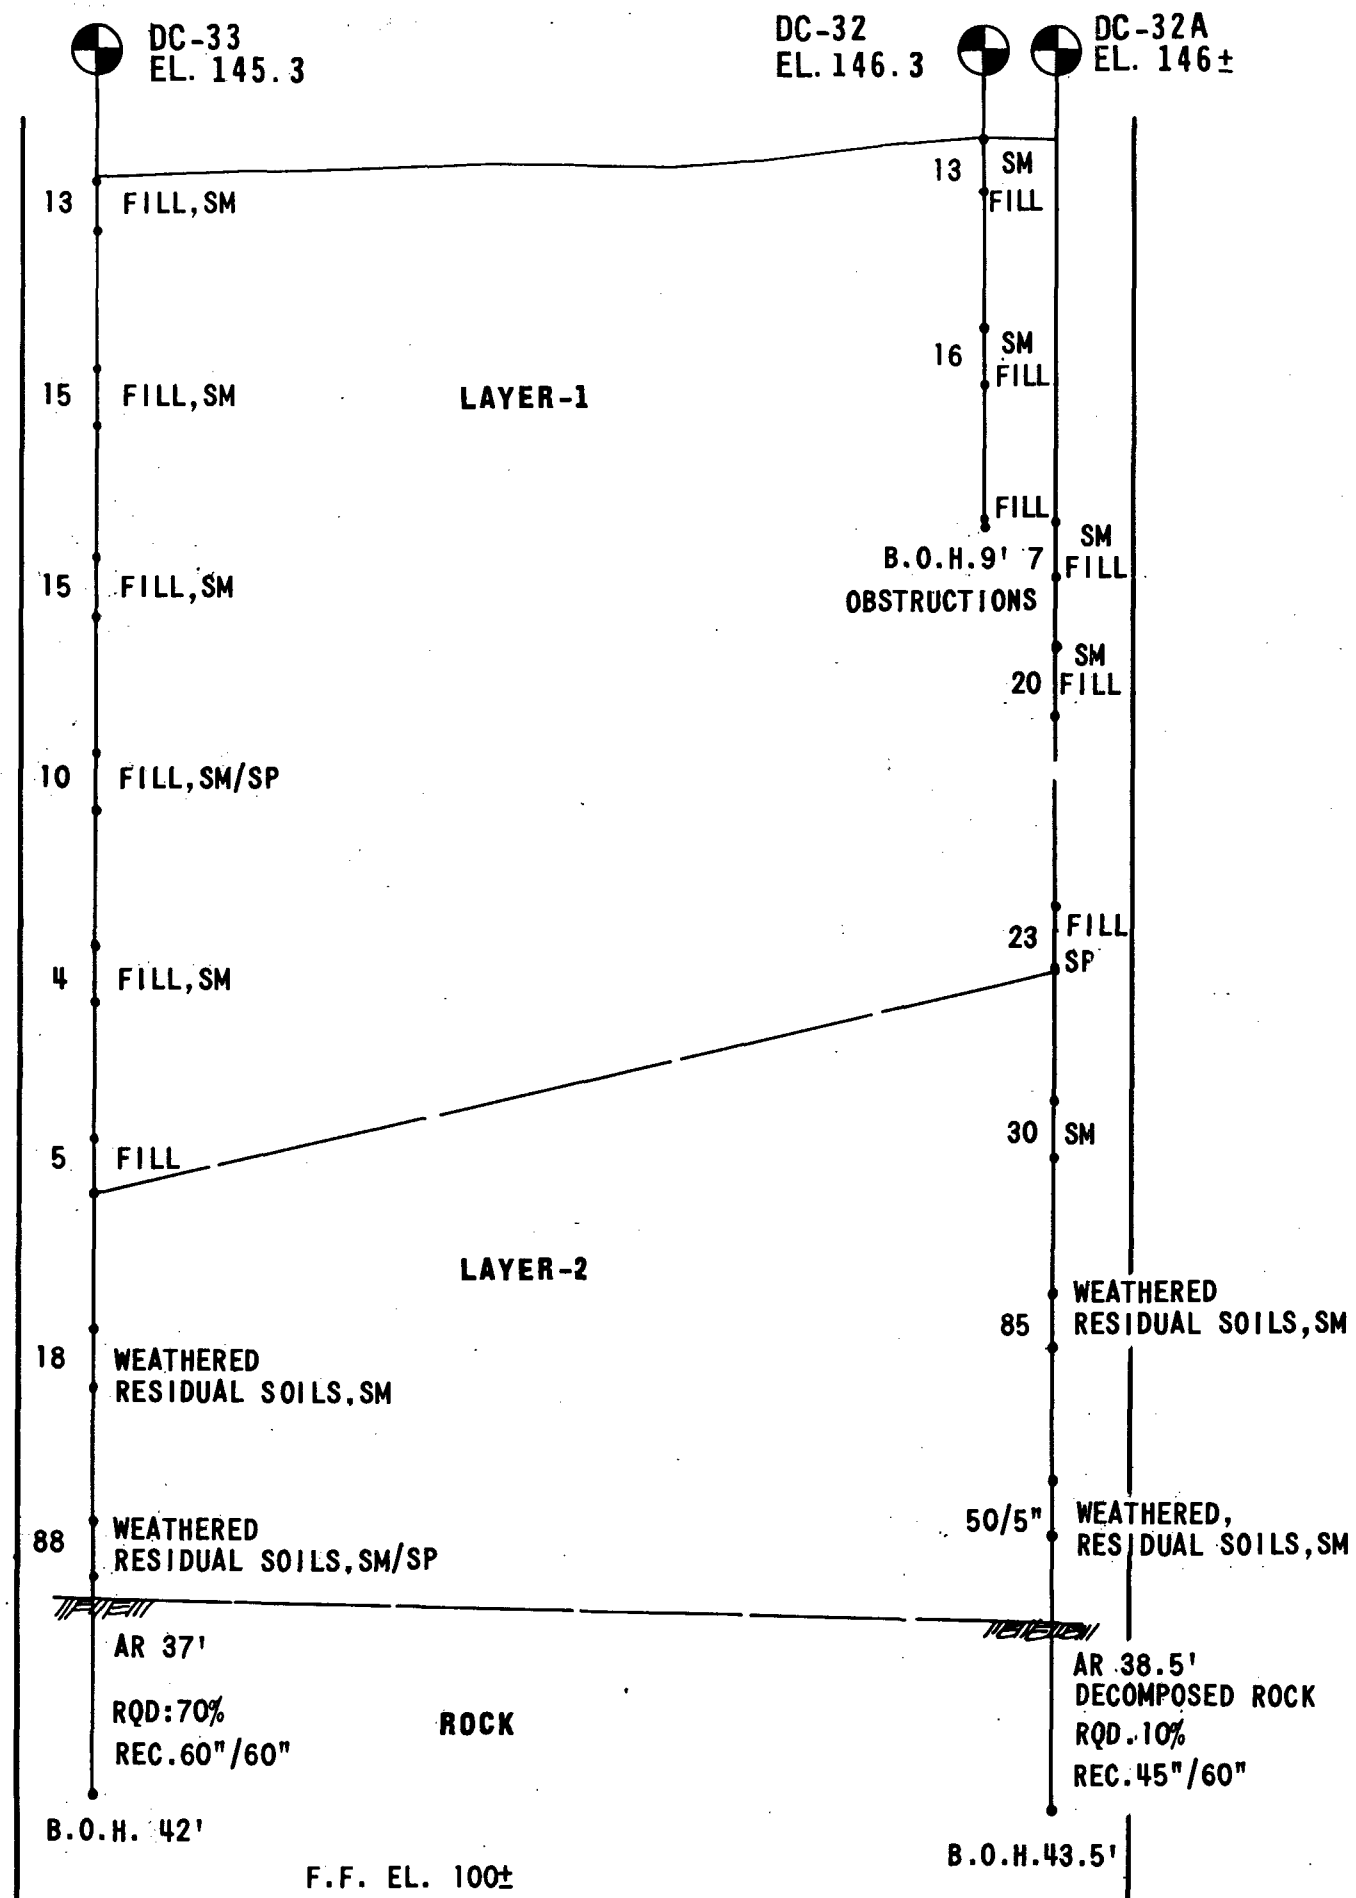 DC-33
EL. 145.3
DC-32
EL. 146.3
DC-32A
EL. 146±
13
FILL, SM
13
SM
FILL
15
FILL, SM
LAYER-1
16
SM
FILL
FILL
B.O.H. 9' 7
OBSTRUCTIONS
SM
FILL
15
FILL, SM
20
SM
FILL
10
FILL, SM/SP
23
FILL
SP
4
FILL, SM
30
SM
5
FILL
LAYER-2
85
WEATHERED
RESIDUAL SOILS, SM
18
WEATHERED
RESIDUAL SOILS, SM
50/5"
WEATHERED,
RESIDUAL SOILS, SM
88
WEATHERED
RESIDUAL SOILS, SM/SP
AR 37'
RQD: 70%
REC. 60"/60"
ROCK
AR 38.5'
DECOMPOSED ROCK
RQD. 10%
REC. 45"/60"
B.O.H. 42'
B.O.H. 43.5'
F.F. EL. 100±